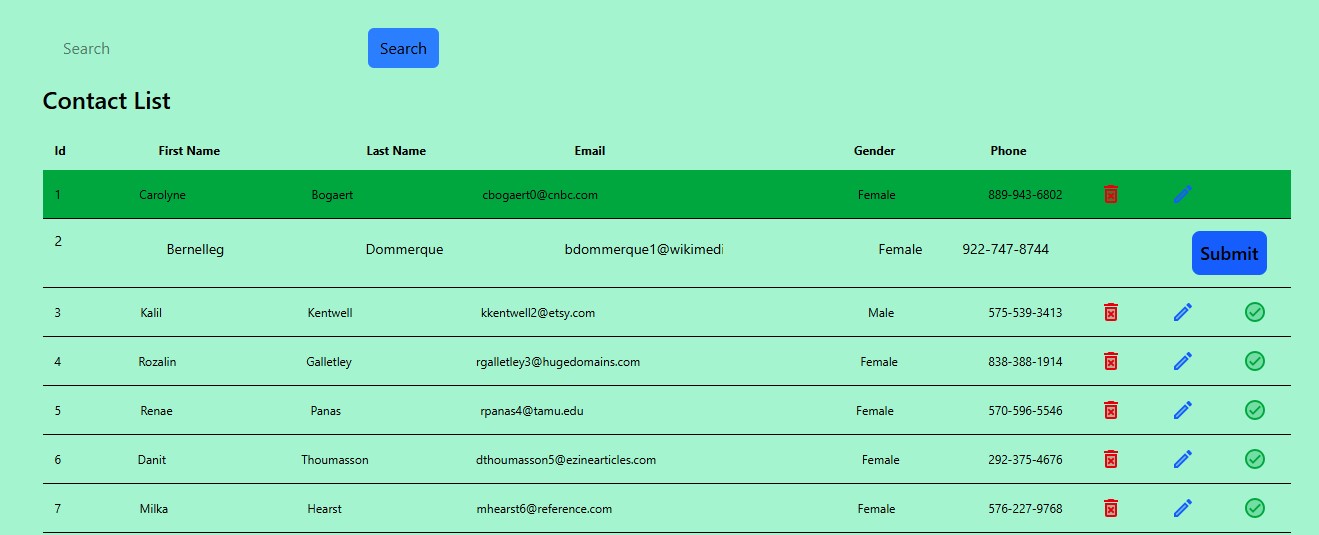 Search Search
Contact List
Id First Name Last Name Email Gender Phone
1 Carolyne Bogaert cbogaert0@cnbc.com Female 889-943-6802
2 Bernelleg Dommerque bdommerque1@wikimedi Female 922-747-8744 Submit
3 Kalil Kentwell kkentwell2@etsy.com Male 575-539-3413
4 Rozalin Galletley rgalletley3@hugedomains.com Female 838-388-1914
5 Renae Panas rpanas4@tamu.edu Female 570-596-5546
6 Danit Thoumasson dthoumasson5@ezinearticles.com Female 292-375-4676
7 Milka Hearst mhearst6@reference.com Female 576-227-9768